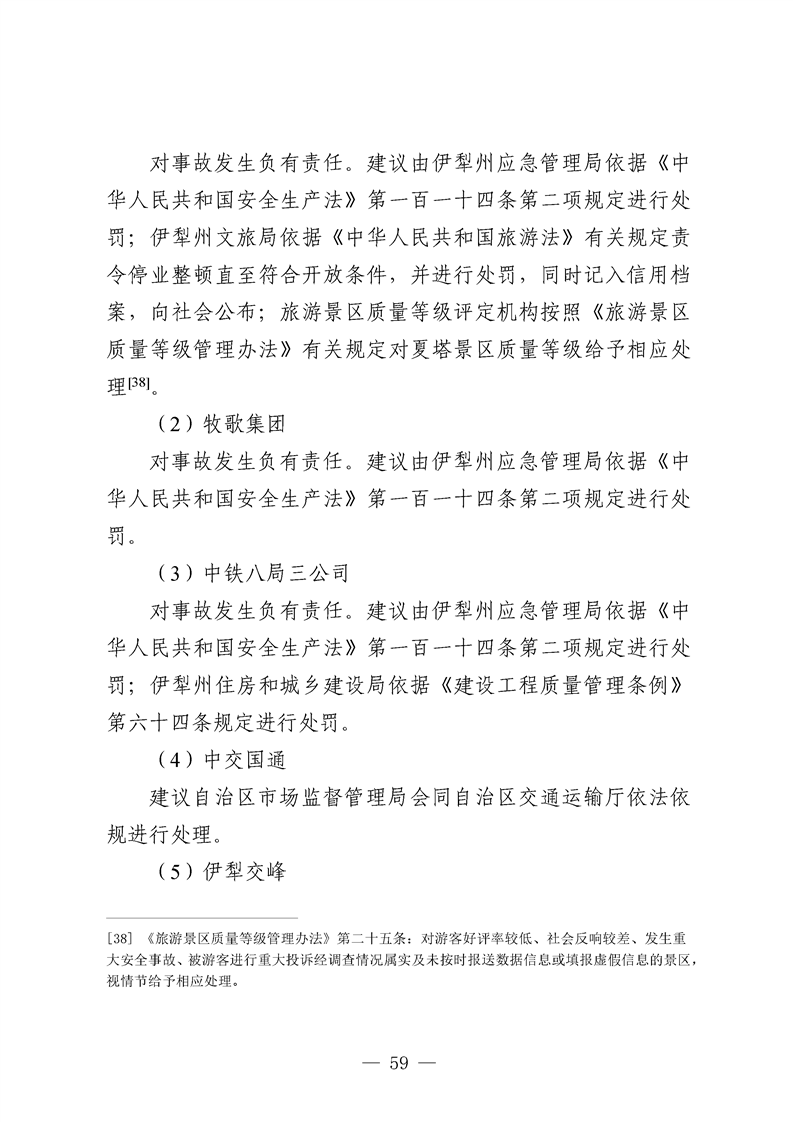 对事故发生负有责任。建议由伊犁州应急管理局依据《中
华人民共和国安全生产法》第一百一十四条第二项规定进行处
罚；伊犁州文旅局依据《中华人民共和国旅游法》有关规定责
令停业整顿直至符合开放条件，并进行处罚，同时记入信用档
案，向社会公布；旅游景区质量等级评定机构按照《旅游景区
质量等级管理办法》有关规定对夏塔景区质量等级给予相应处
理[38]。
（2）牧歌集团
对事故发生负有责任。建议由伊犁州应急管理局依据《中
华人民共和国安全生产法》第一百一十四条第二项规定进行处
罚。
（3）中铁八局三公司
对事故发生负有责任。建议由伊犁州应急管理局依据《中
华人民共和国安全生产法》第一百一十四条第二项规定进行处
罚；伊犁州住房和城乡建设局依据《建设工程质量管理条例》
第六十四条规定进行处罚。
（4）中交国通
建议自治区市场监督管理局会同自治区交通运输厅依法依
规进行处理。
（5）伊犁交峰
[38] 《旅游景区质量等级管理办法》第二十五条：对游客好评率较低、社会反响较差、发生重
大安全事故、被游客进行重大投诉经调查情况属实及未按时报送数据信息或填报虚假信息的景区，
视情节给予相应处理。
— 59 —